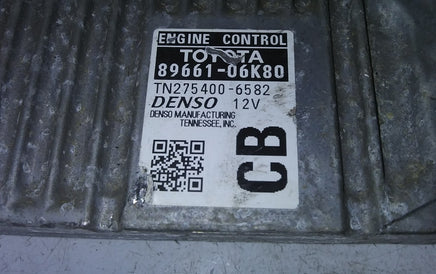 ENGINE CONTROL
TOYOTA
89661-06K80
TN275400-6582
DENSO 12V
DENSO MANUFACTURING
TENNESSEE, INC.
CB